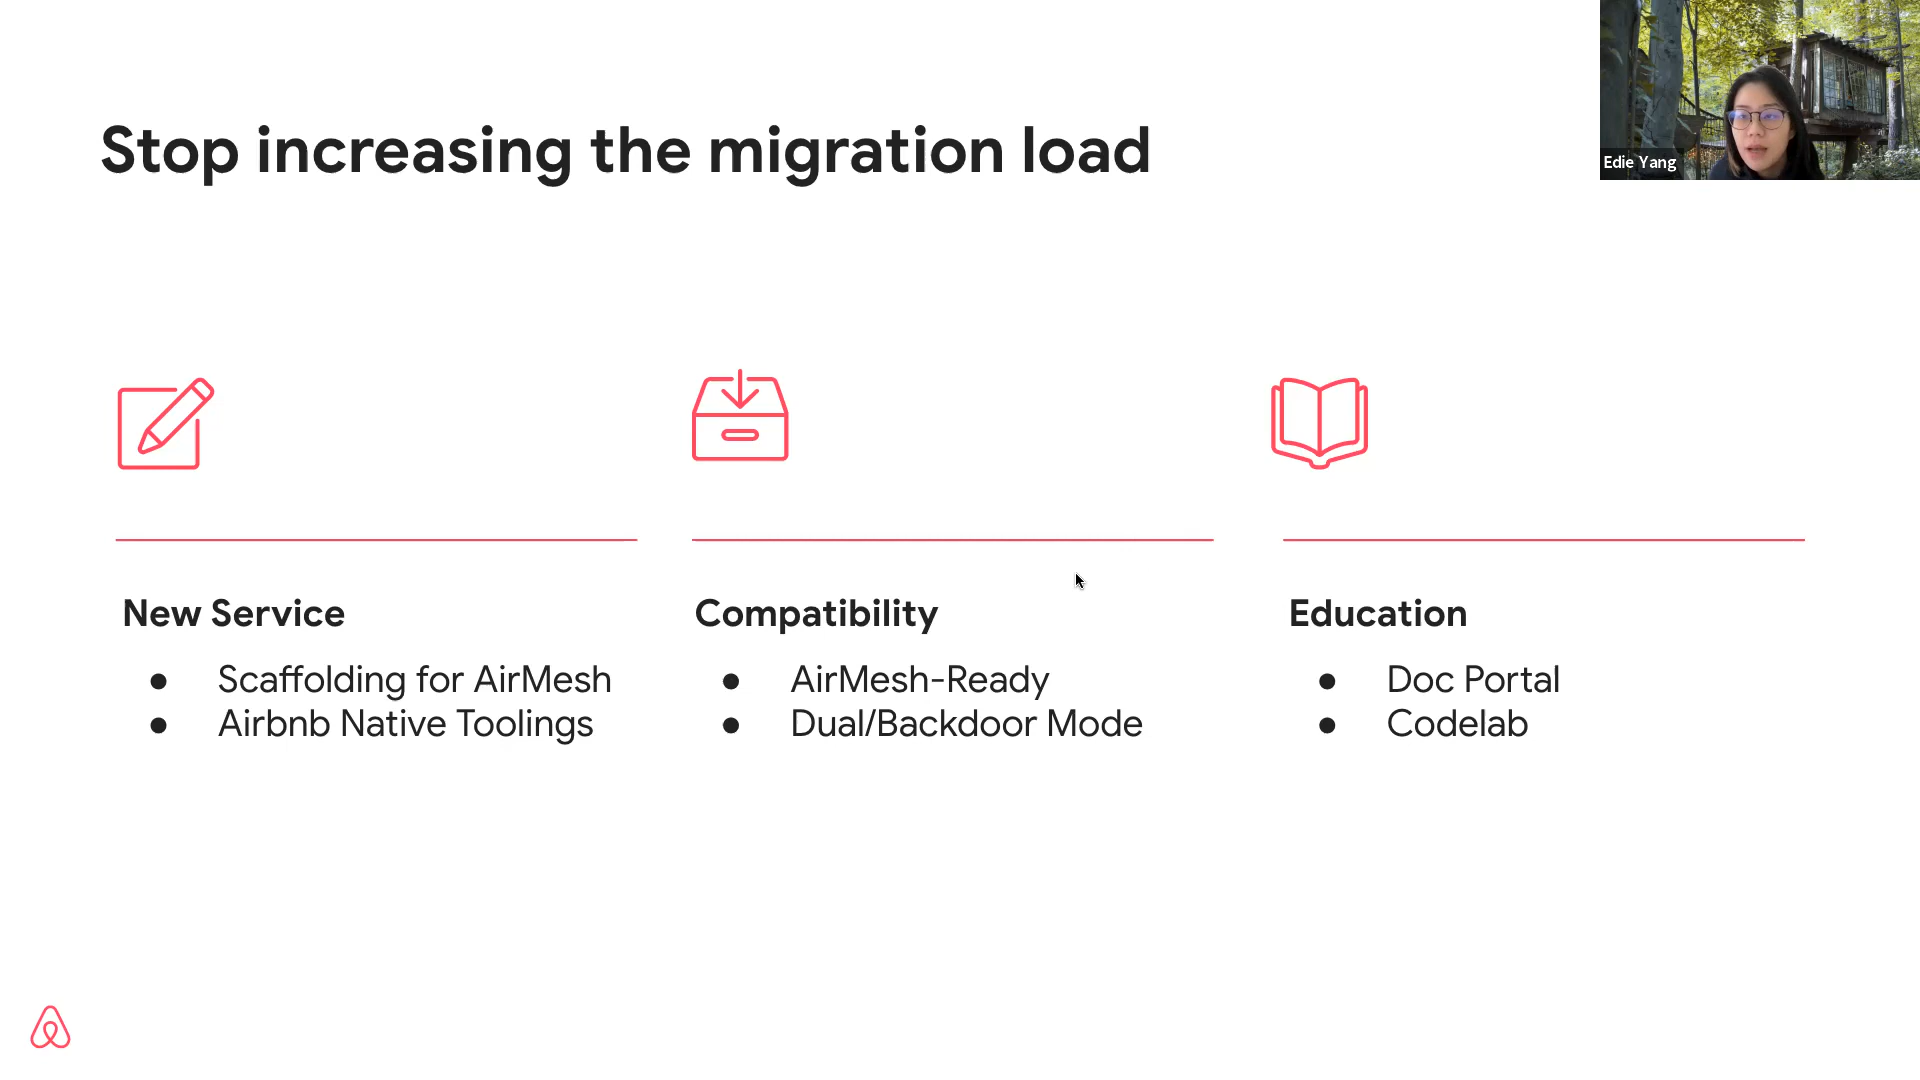 Stop increasing the migration load
Edie Yang
New Service
● Scaffolding for AirMesh
● Airbnb Native Toolings
Compatibility
● AirMesh-Ready
● Dual/Backdoor Mode
Education
● Doc Portal
● Codelab